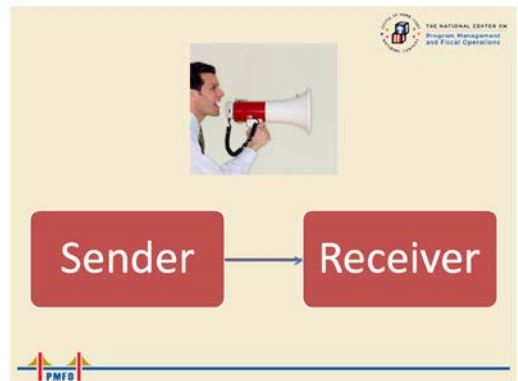 THE NATIONAL CENTER ON
Program Management
and Fiscal Operations
Sender
Receiver
PMFO